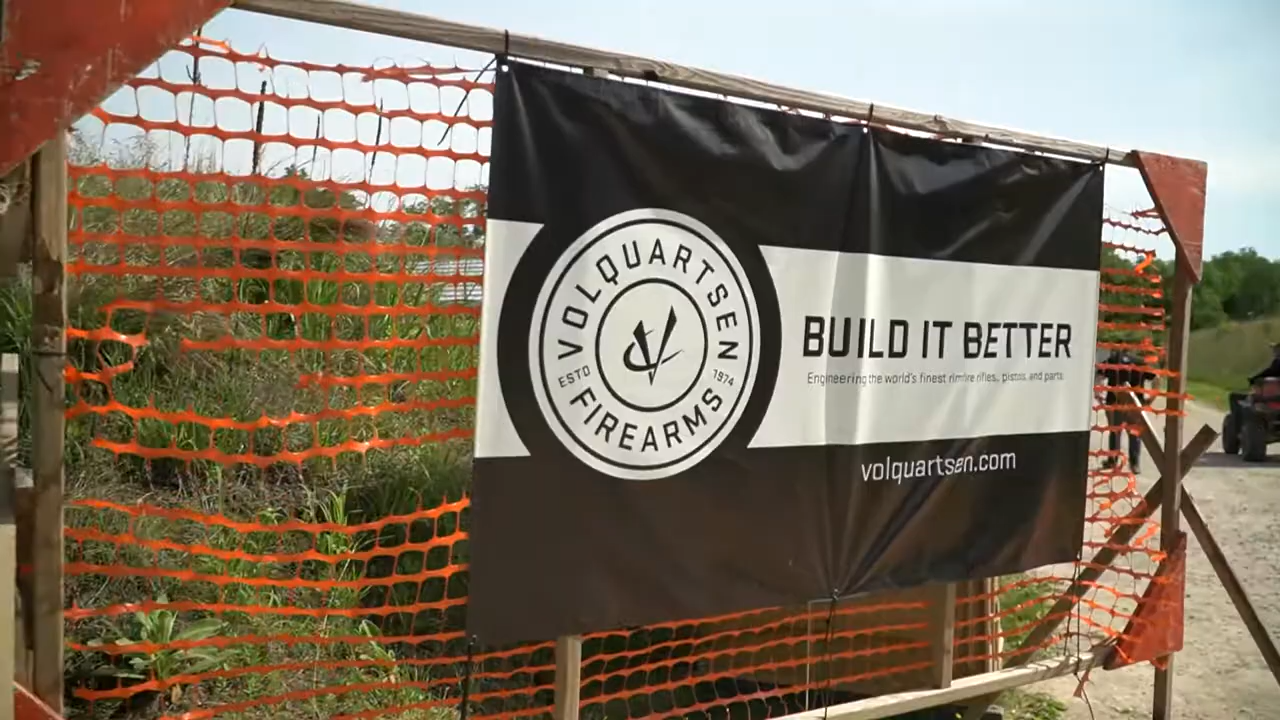 VOLQUARTSEN
ESTD 1974
FIREARMS
BUILD IT BETTER
Engineering the world's finest rimfire rifles, pistols, and parts.
volquartsen.com